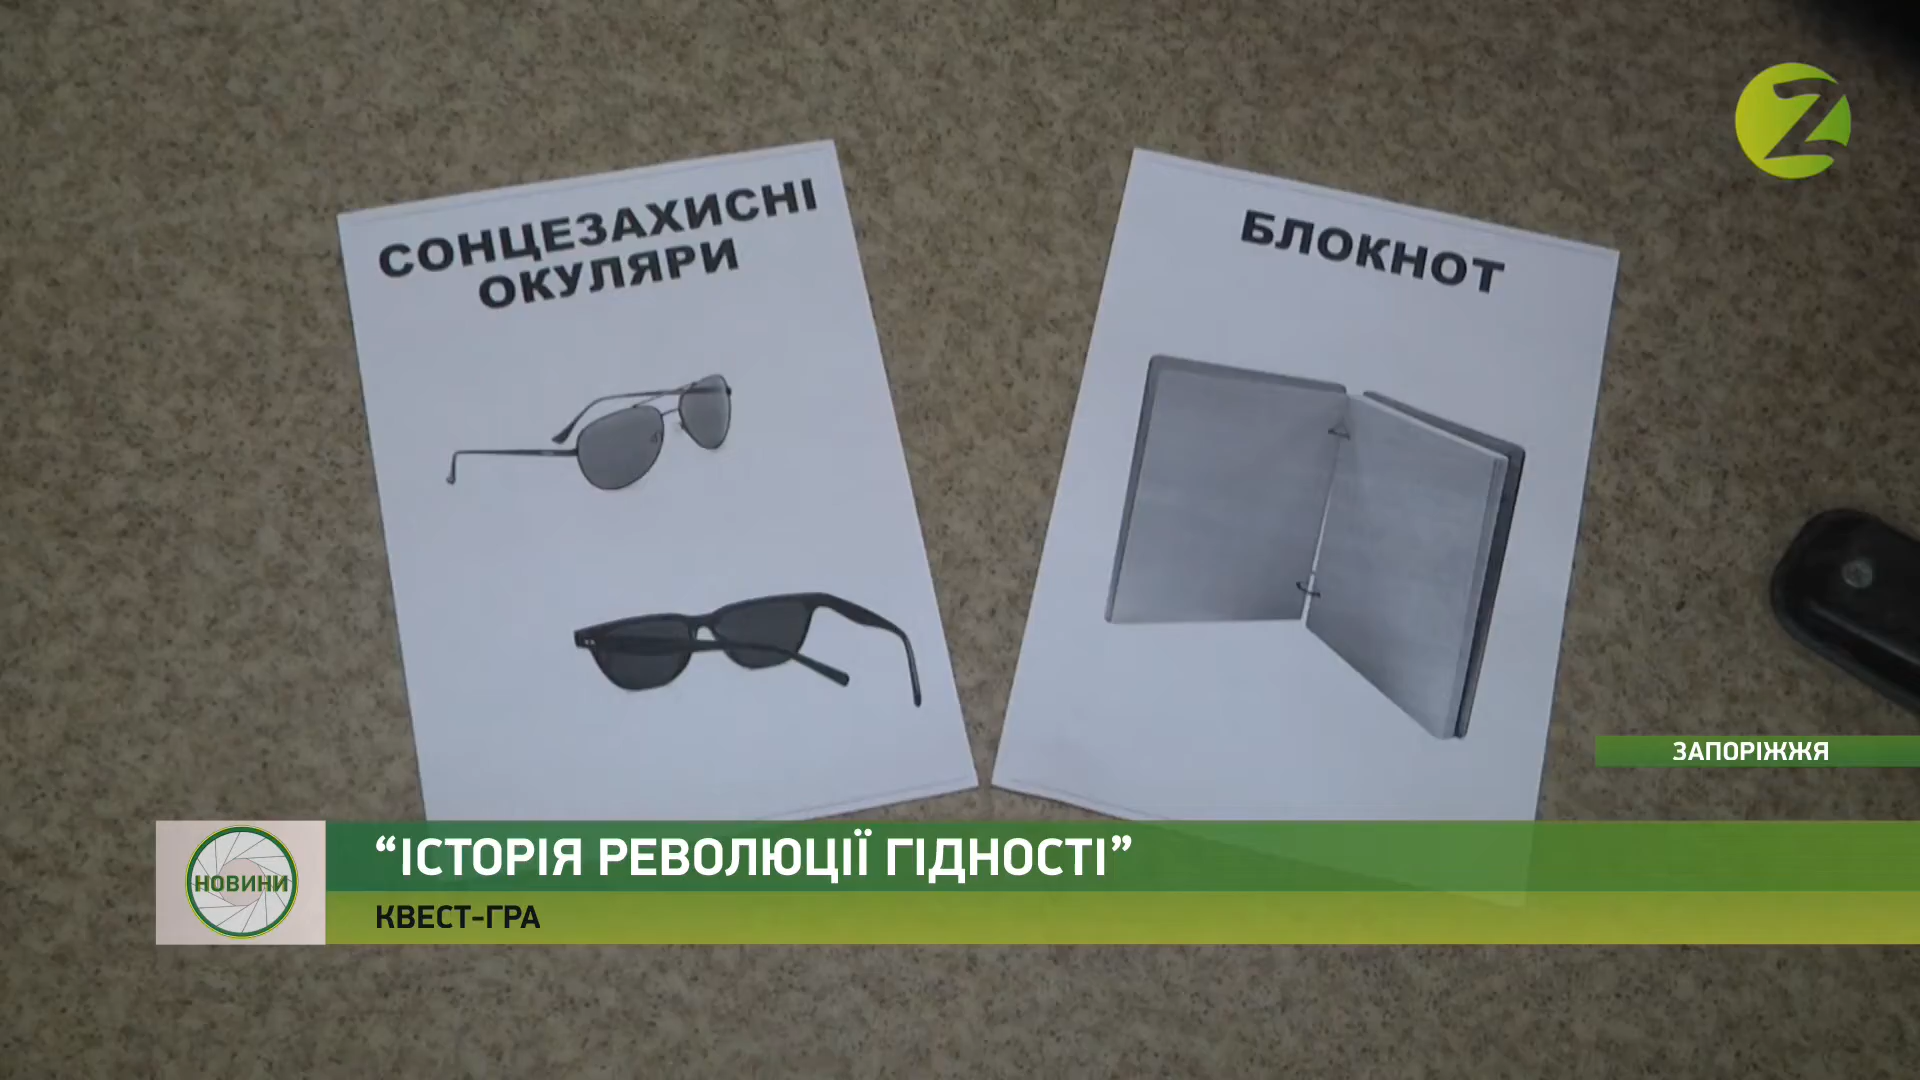 СОНЦЕЗАХИСНІ
ОКУЛЯРИ
БЛОКНОТ
ЗАПОРІЖЖЯ
“ІСТОРІЯ РЕВОЛЮЦІЇ ГІДНОСТІ”
НОВИНИ
КВЕСТ-ГРА